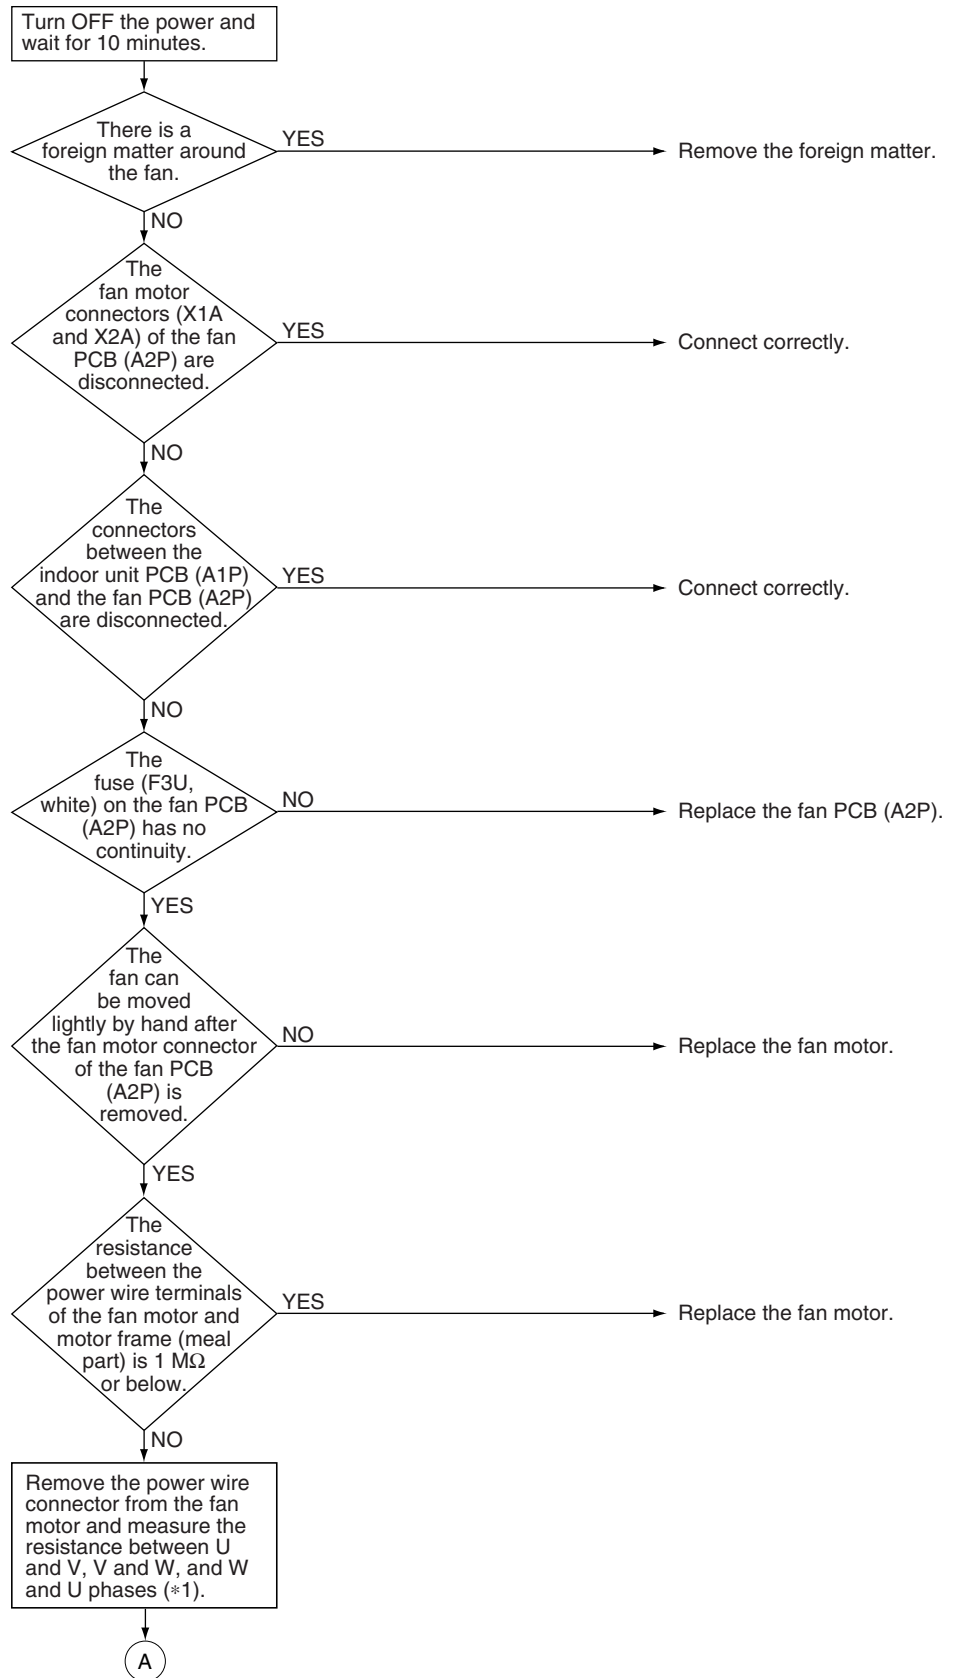 Turn OFF the power and
wait for 10 minutes.
There is a
foreign matter around
the fan.
YES
Remove the foreign matter.
NO
The
fan motor
connectors (X1A
and X2A) of the fan
PCB (A2P) are
disconnected.
YES
Connect correctly.
NO
The
connectors
between the
indoor unit PCB (A1P)
and the fan PCB (A2P)
are disconnected.
YES
Connect correctly.
NO
The
fuse (F3U,
white) on the fan PCB
(A2P) has no
continuity.
NO
Replace the fan PCB (A2P).
YES
The
fan can
be moved
lightly by hand after
the fan motor connector
of the fan PCB
(A2P) is
removed.
NO
Replace the fan motor.
YES
The
resistance
between the
power wire terminals
of the fan motor and
motor frame (meal
part) is 1 MΩ
or below.
YES
Replace the fan motor.
NO
Remove the power wire
connector from the fan
motor and measure the
resistance between U
and V, V and W, and W
and U phases (*1).
A